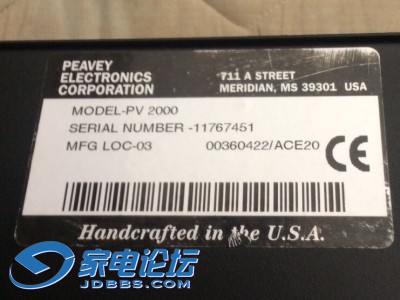 PEAVEY
ELECTRONICS
CORPORATION
711 A STREET
MERIDIAN, MS 39301 USA
MODEL-PV 2000
SERIAL NUMBER -11767451
MFG LOC-03 00360422/ACE20
CE
Handcrafted in the U.S.A.
家电论坛
JDBBS.COM